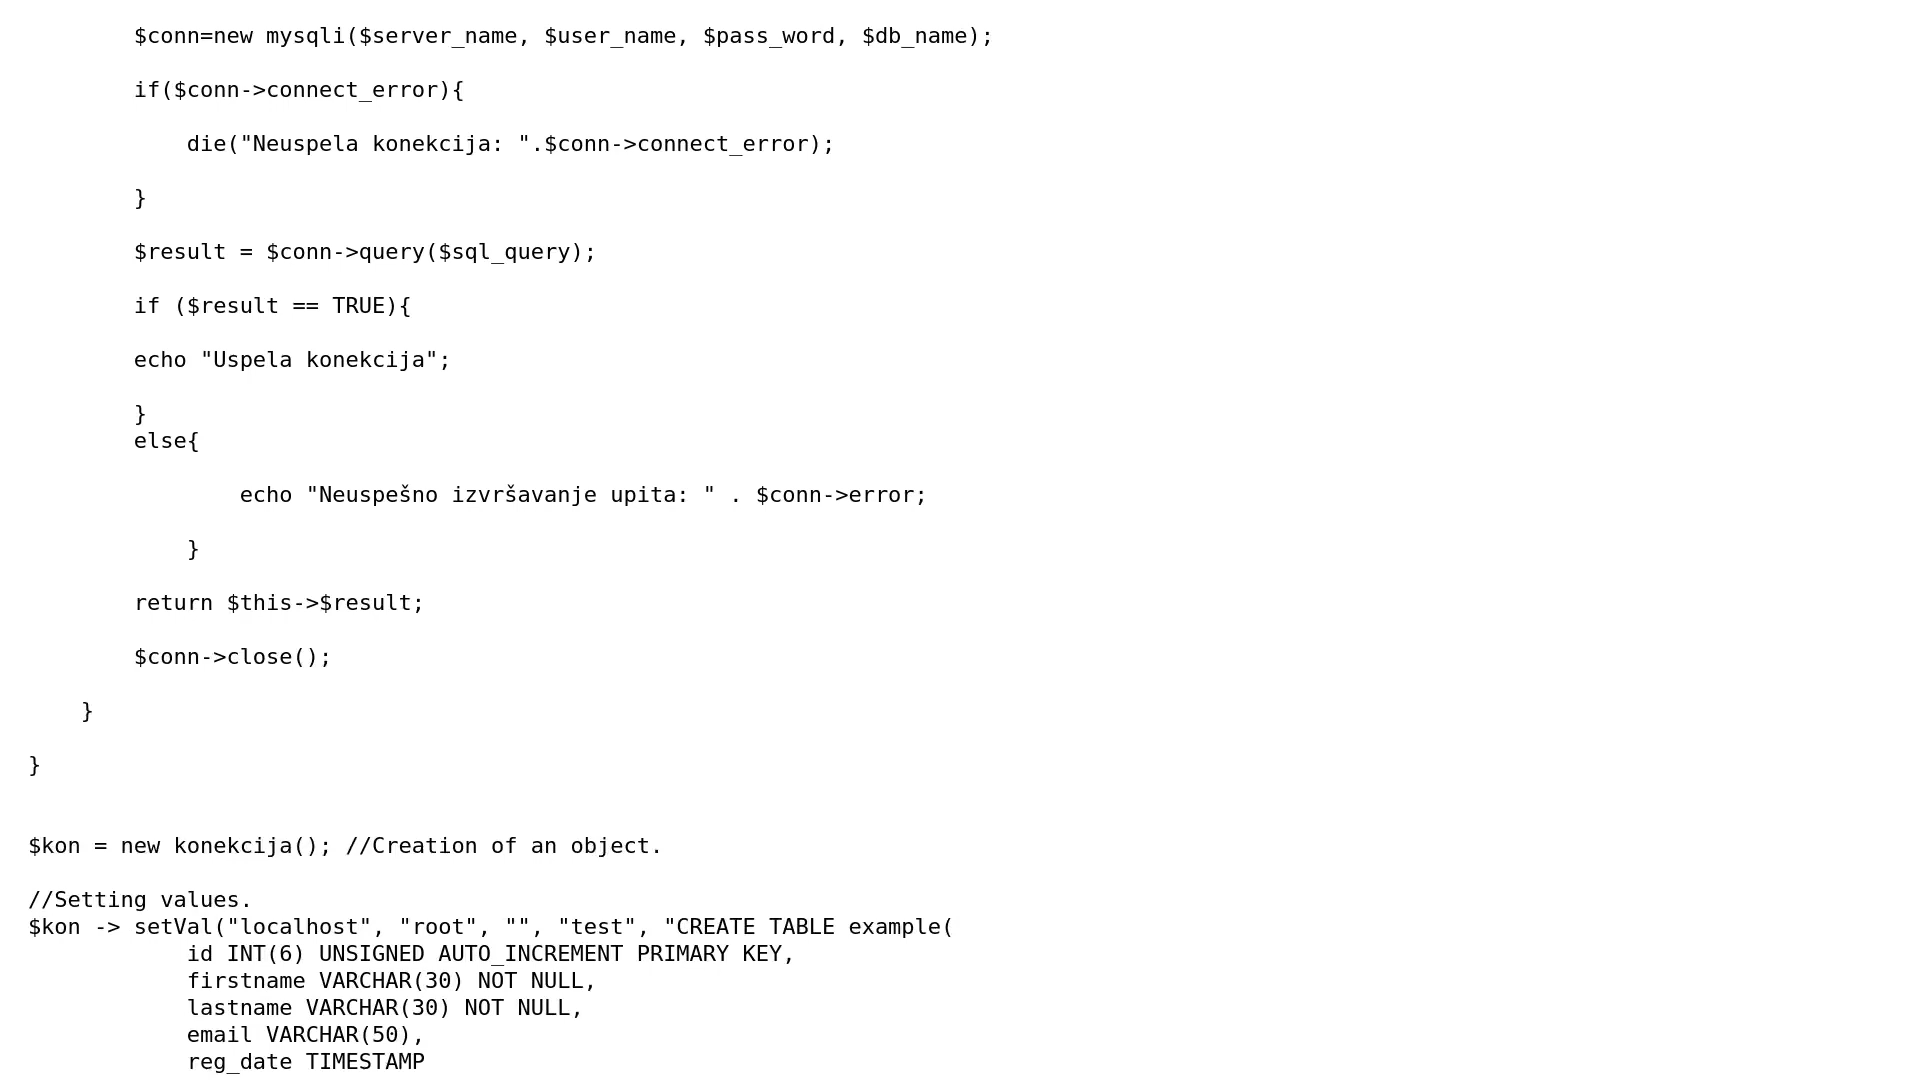 $conn=new mysqli($server_name, $user_name, $pass_word, $db_name);
if($conn->connect_error){
die("Neuspela konekcija: ".$conn->connect_error);
}
$result = $conn->query($sql_query);
if ($result == TRUE){
echo "Uspela konekcija";
}
else{
echo "Neuspešno izvršavanje upita: " . $conn->error;
}
return $this->$result;
$conn->close();
}
}
$kon = new konekcija(); //Creation of an object.
//Setting values.
$kon -> setVal("localhost", "root", "", "test", "CREATE TABLE example(
id INT(6) UNSIGNED AUTO_INCREMENT PRIMARY KEY,
firstname VARCHAR(30) NOT NULL,
lastname VARCHAR(30) NOT NULL,
email VARCHAR(50),
reg_date TIMESTAMP